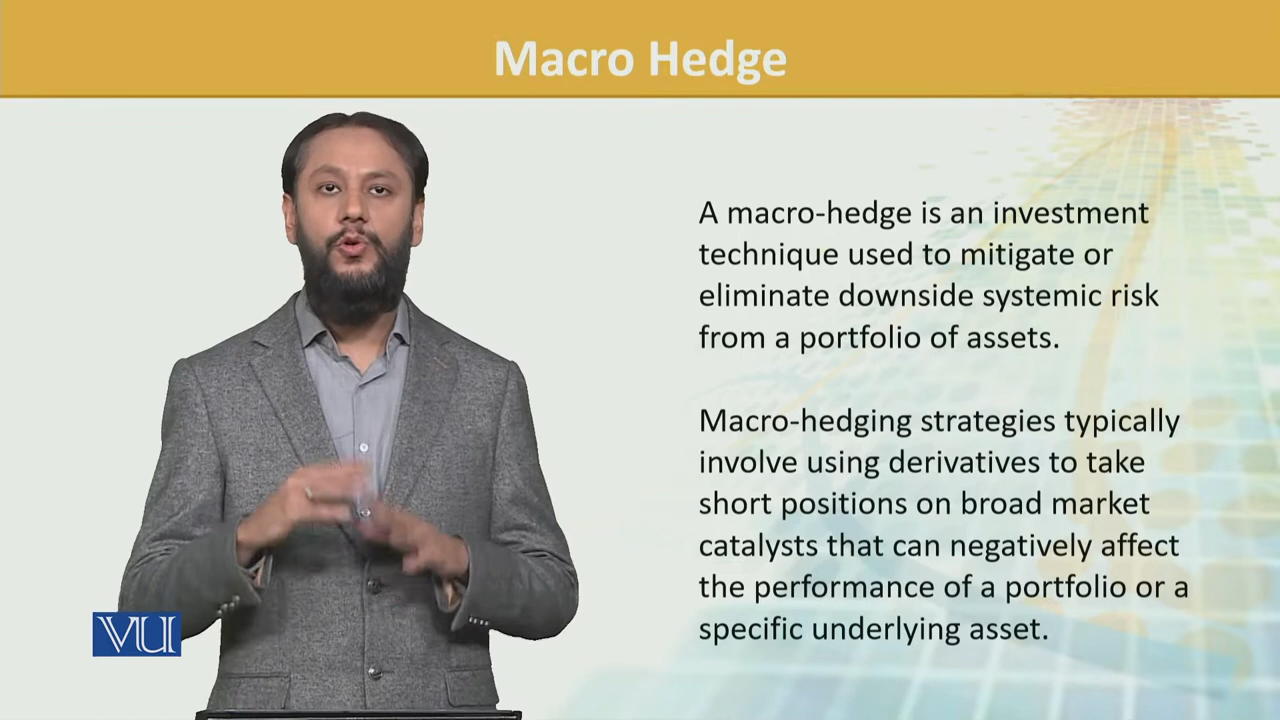 Macro Hedge
A macro-hedge is an investment
technique used to mitigate or
eliminate downside systemic risk
from a portfolio of assets.
Macro-hedging strategies typically
involve using derivatives to take
short positions on broad market
catalysts that can negatively affect
the performance of a portfolio or a
specific underlying asset.
VU